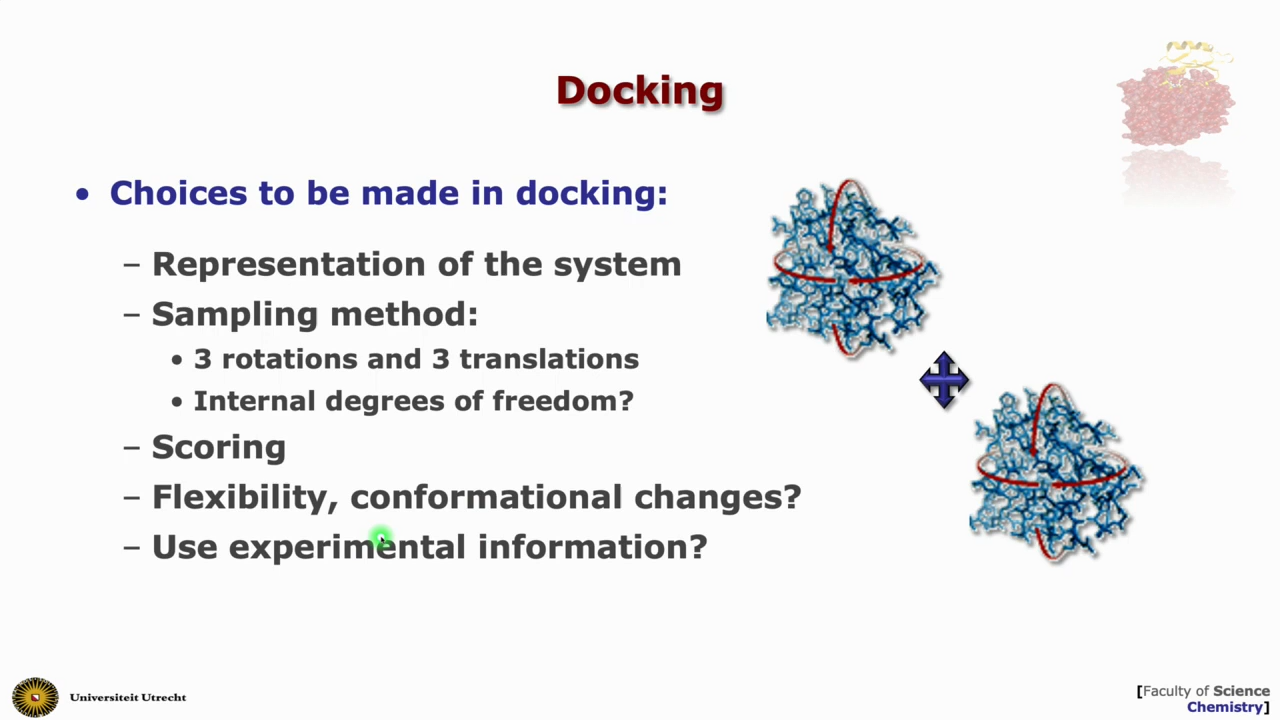 Docking
• Choices to be made in docking:
– Representation of the system
– Sampling method:
• 3 rotations and 3 translations
• Internal degrees of freedom?
– Scoring
– Flexibility, conformational changes?
– Use experimental information?
Universiteit Utrecht
[Faculty of Science
Chemistry]